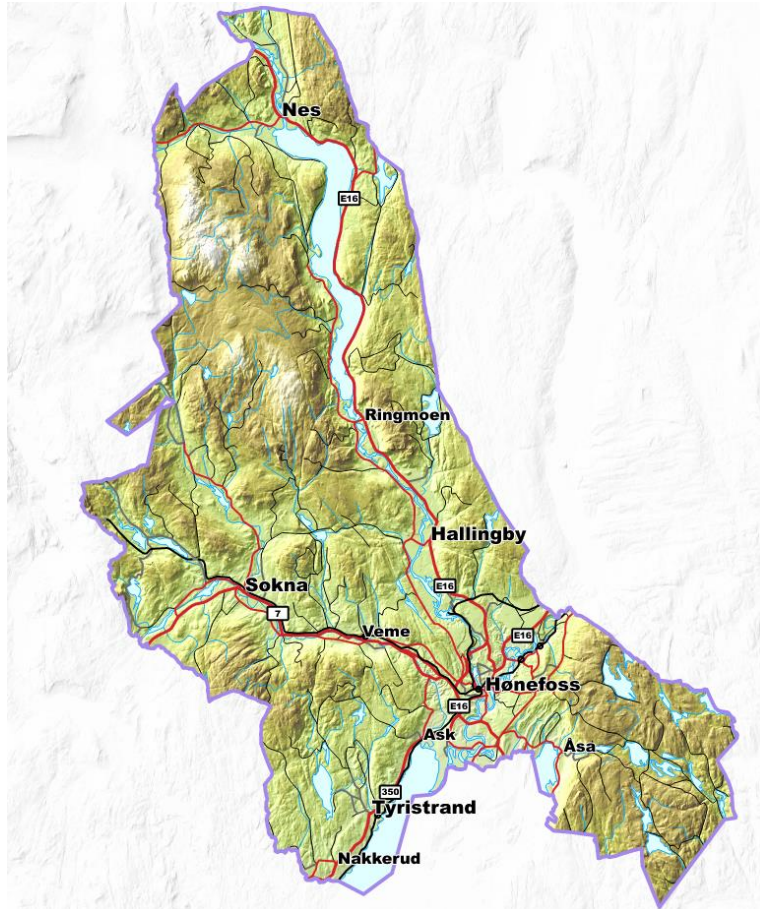 Nes
E16
Ringmoen
Hallingby
E16
Sokna
7
Veme
E16
Hønefoss
E16
Ask
Åsa
350
Tyristrand
Nakkerud